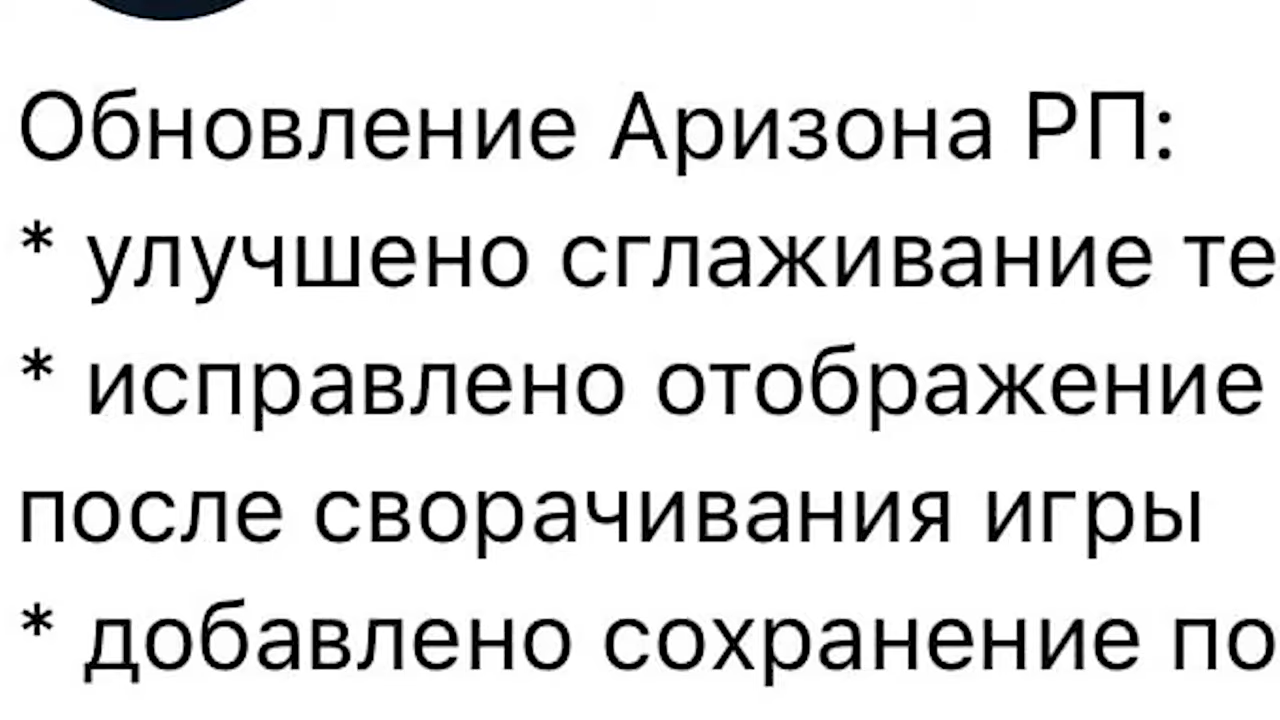 Обновление Аризона РП:
* улучшено сглаживание те
* исправлено отображение
после сворачивания игры
* добавлено сохранение по